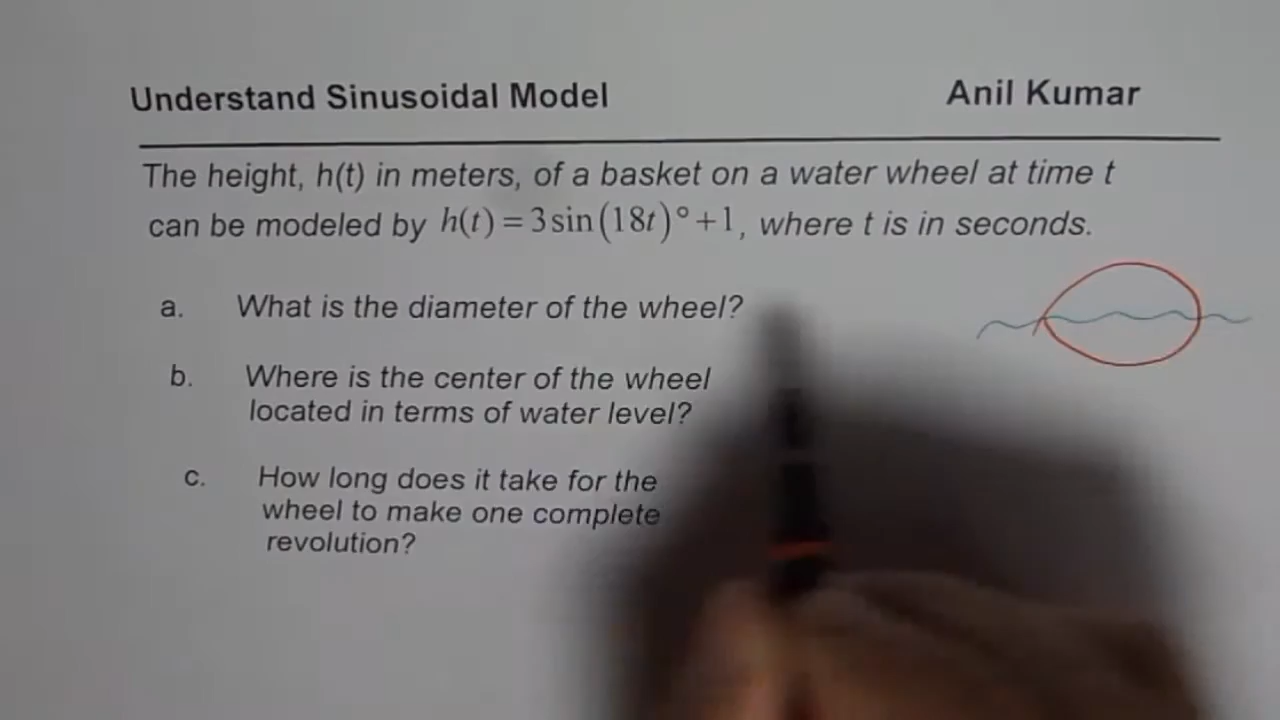 Understand Sinusoidal Model
Anil Kumar
The height, h(t) in meters, of a basket on a water wheel at time t
can be modeled by h(t) = 3sin(18t)° + 1, where t is in seconds.
a. What is the diameter of the wheel?
b. Where is the center of the wheel
located in terms of water level?
c. How long does it take for the
wheel to make one complete
revolution?